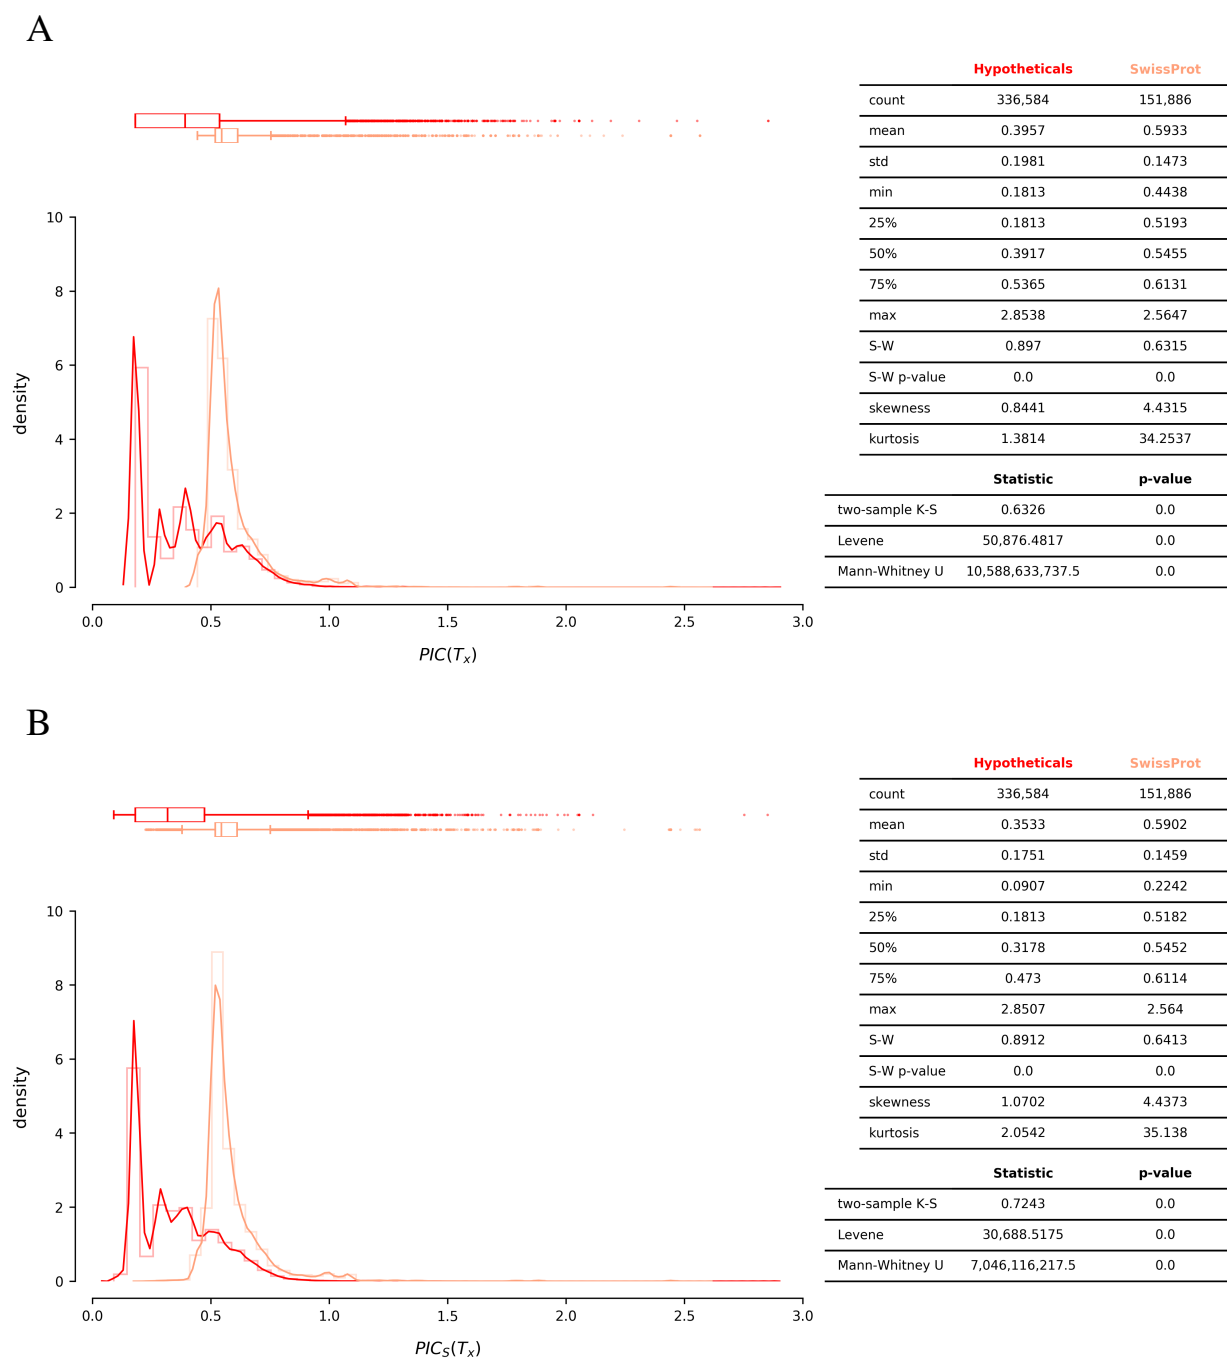 A
Hypotheticals SwissProt
count 336,584 151,886
mean 0.3957 0.5933
std 0.1981 0.1473
min 0.1813 0.4438
25% 0.1813 0.5193
50% 0.3917 0.5455
75% 0.5365 0.6131
max 2.8538 2.5647
S-W 0.897 0.6315
S-W p-value 0.0 0.0
skewness 0.8441 4.4315
kurtosis 1.3814 34.2537
Statistic p-value
two-sample K-S 0.6326 0.0
Levene 50,876.4817 0.0
Mann-Whitney U 10,588,633,737.5 0.0
density
10
8
6
4
2
0
0.0 0.5 1.0 1.5 2.0 2.5 3.0
PIC(Tx)
B
Hypotheticals SwissProt
count 336,584 151,886
mean 0.3533 0.5902
std 0.1751 0.1459
min 0.0907 0.2242
25% 0.1813 0.5182
50% 0.3178 0.5452
75% 0.473 0.6114
max 2.8507 2.564
S-W 0.8912 0.6413
S-W p-value 0.0 0.0
skewness 1.0702 4.4373
kurtosis 2.0542 35.138
Statistic p-value
two-sample K-S 0.7243 0.0
Levene 30,688.5175 0.0
Mann-Whitney U 7,046,116,217.5 0.0
density
10
8
6
4
2
0
0.0 0.5 1.0 1.5 2.0 2.5 3.0
PICS(Tx)